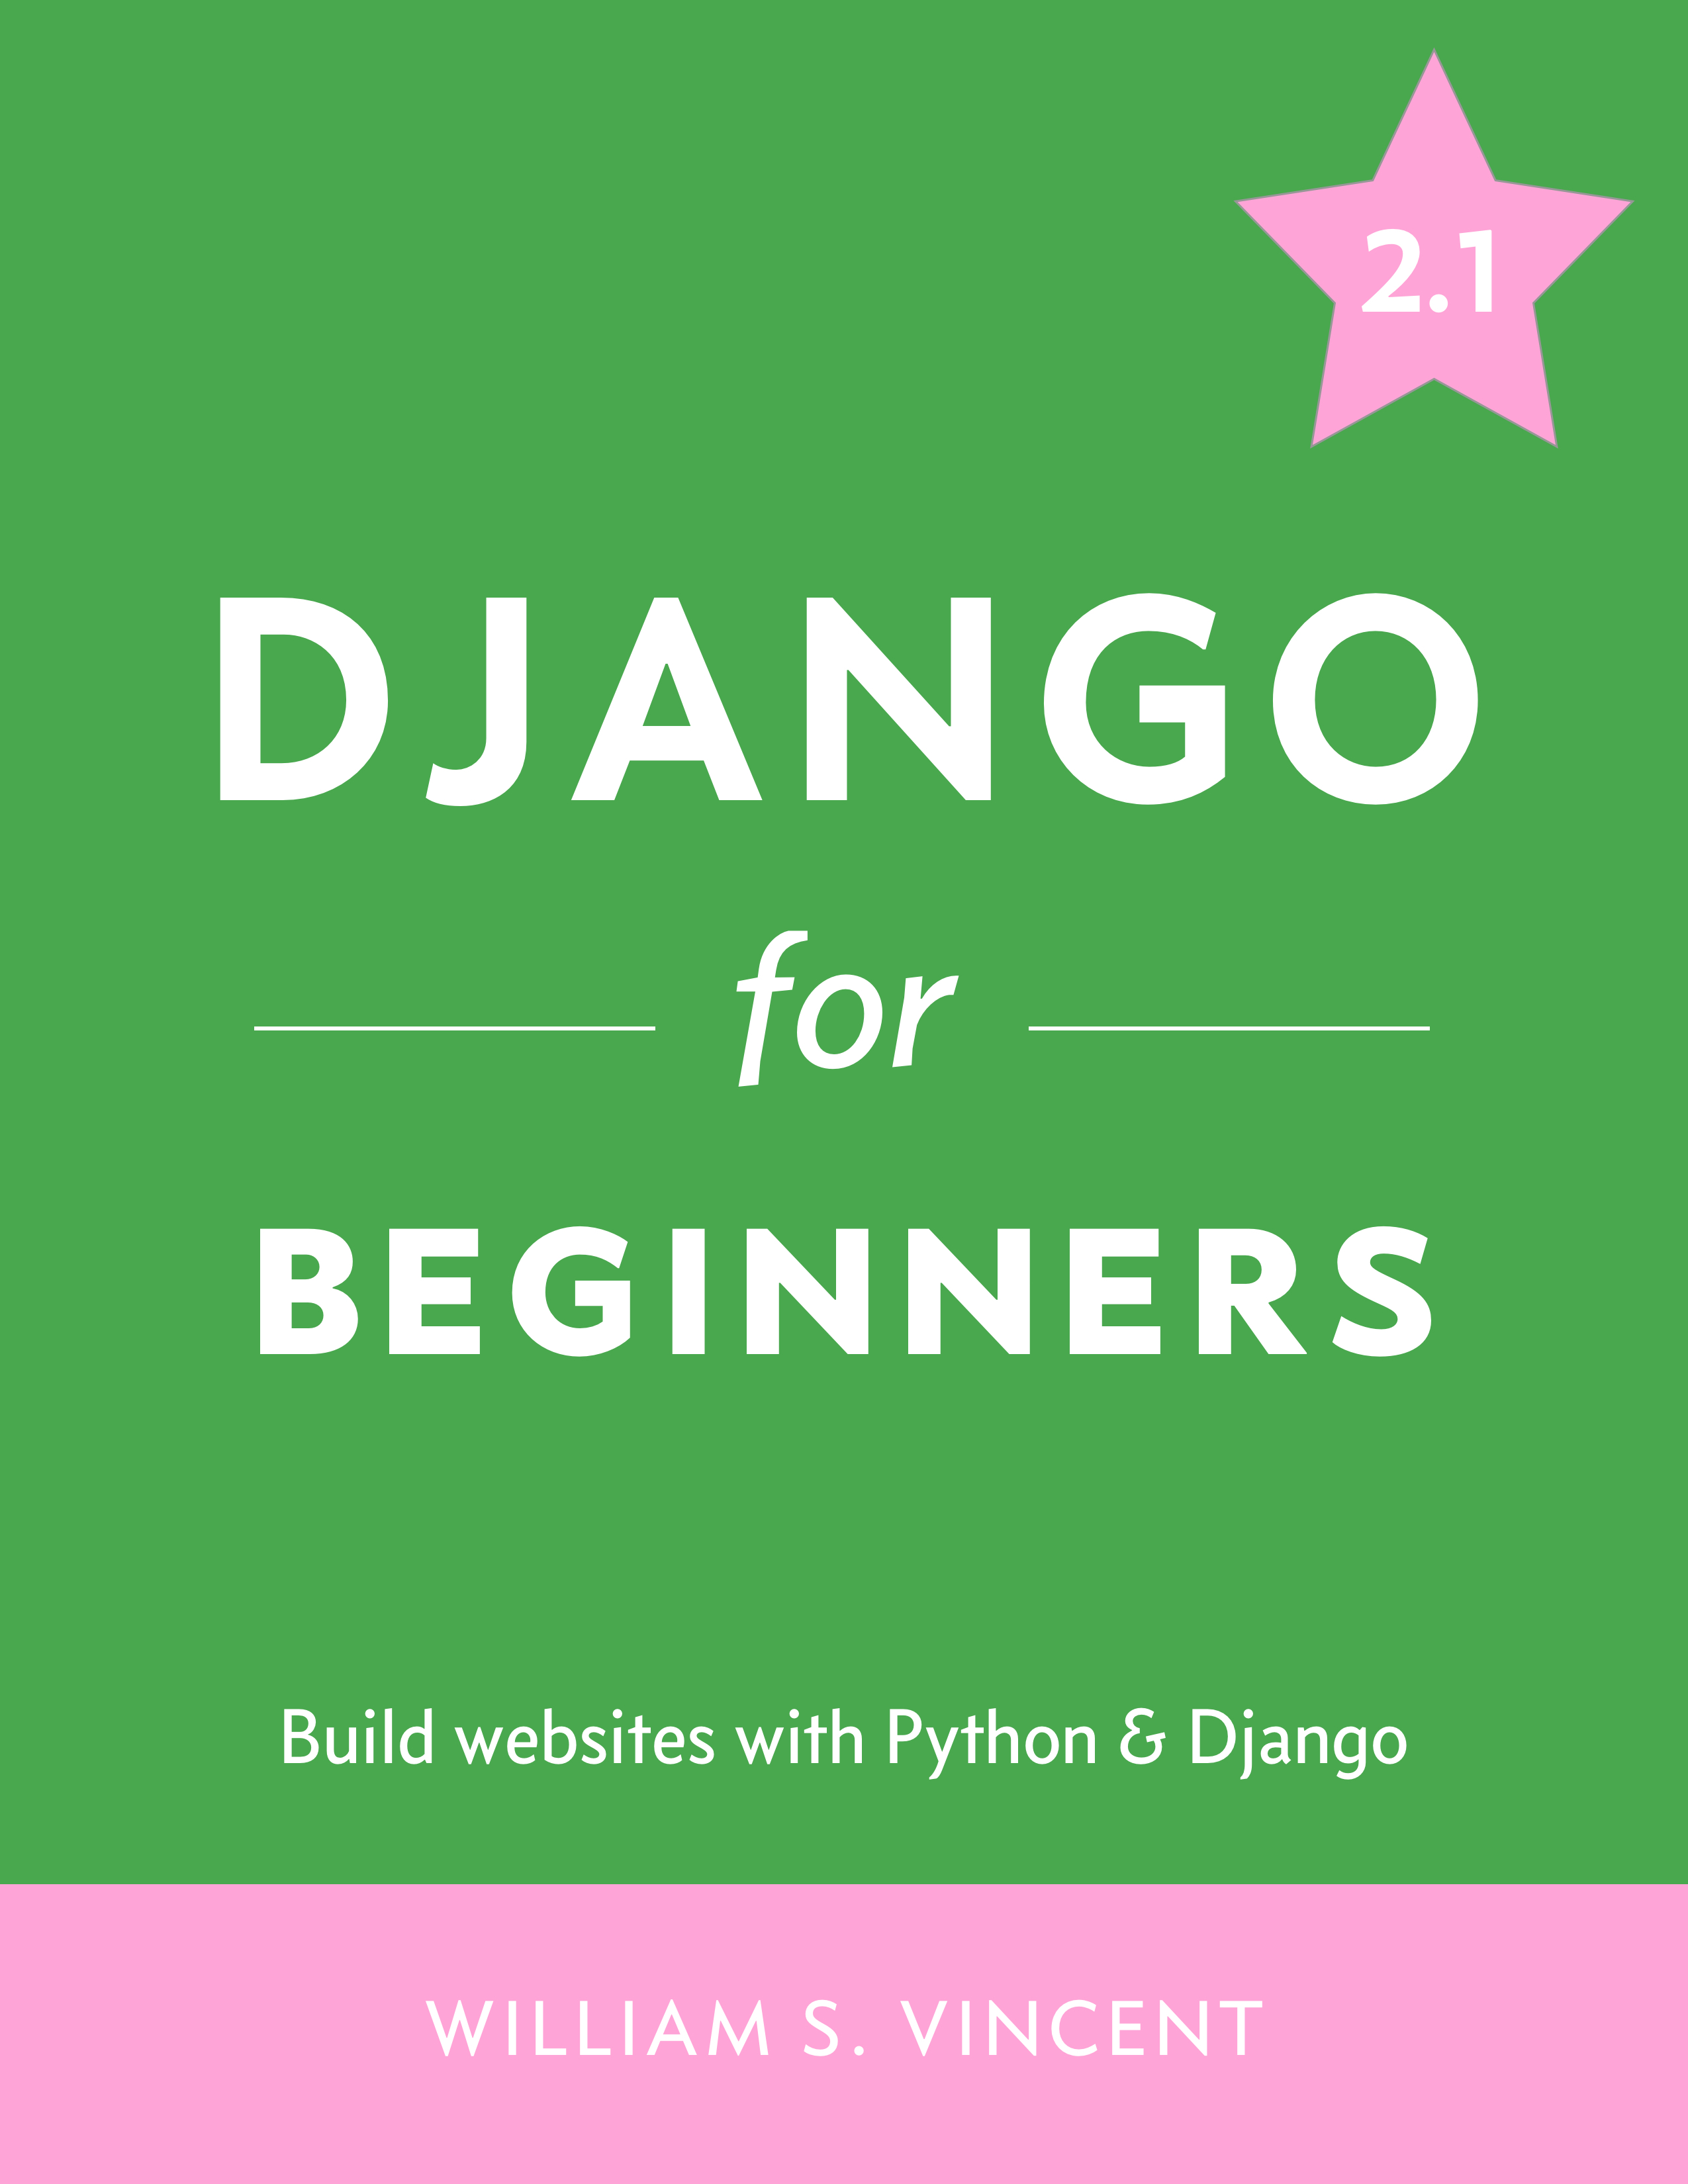 2.1
DJANGO
for
BEGINNERS
Build websites with Python & Django
WILLIAM S. VINCENT